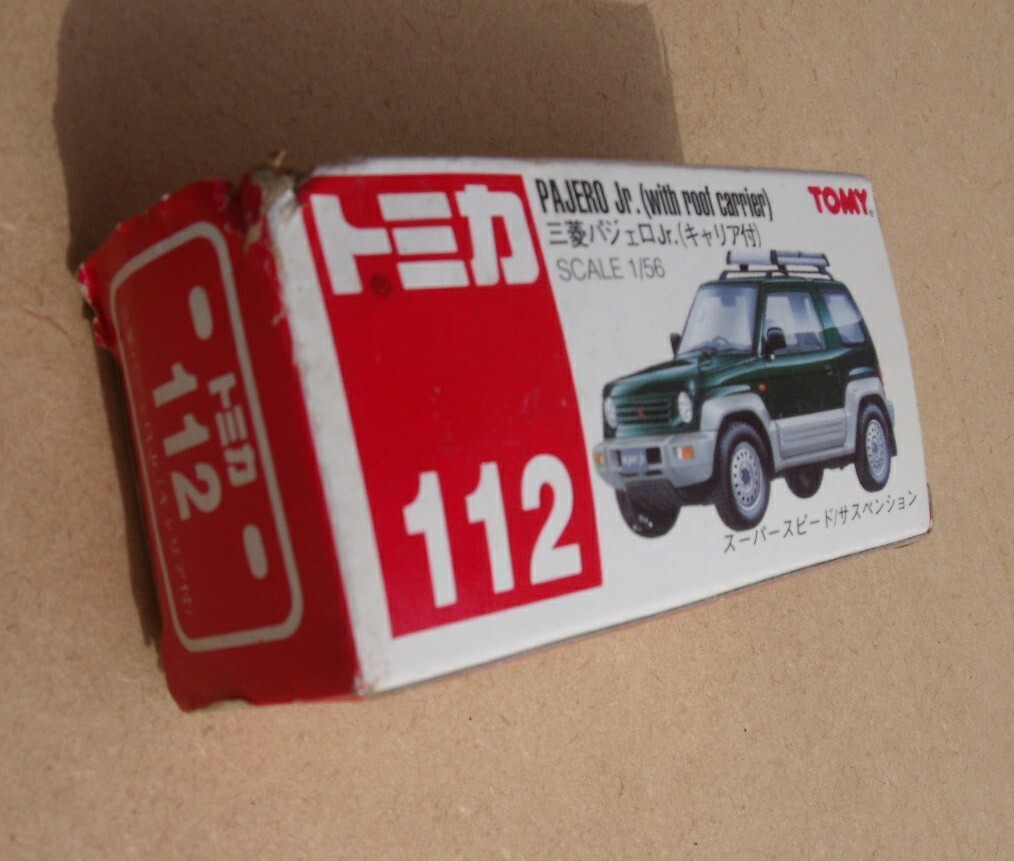 トミカ®
PAJERO Jr.(with roof carrier)
三菱パジェロJr.(キャリア付)
SCALE 1/56
TOMY®
112
スーパースピード/サスペンション
トミカ
112